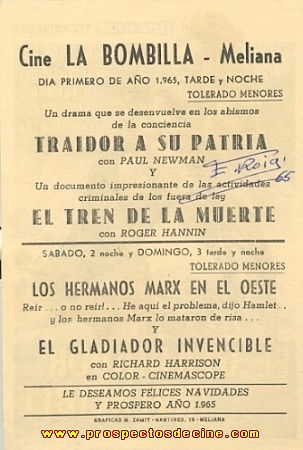 Cine LA BOMBILLA - Meliana
DIA PRIMERO DE AÑO 1.965, TARDE y NOCHE
TOLERADO MENORES
Un drama que se desenvuelve en los abismos
de la conciencia
TRAIDOR A SU PATRIA
con PAUL NEWMAN
Y
E. Roig
65
Un documento impresionante de las actividades
criminales de los fuera de ley
EL TREN DE LA MUERTE
con ROGER HANNIN
SABADO, 2 noche y DOMINGO, 3 tarde y noche
TOLERADO MENORES
LOS HERMANOS MARX EN EL OESTE
Reir... o no reir!... He aquí el problema, dijo Hamlet..
y los hermanos Marx lo mataron de risa...
Y
EL GLADIADOR INVENCIBLE
con RICHARD HARRISON
en COLOR - CINEMASCOPE
LE DESEAMOS FELICES NAVIDADES
Y PROSPERO AÑO 1.965
GRAFICAS M. ZAMIT - MARTIRES, 15 - MELIANA
www.prospectosdecine.com